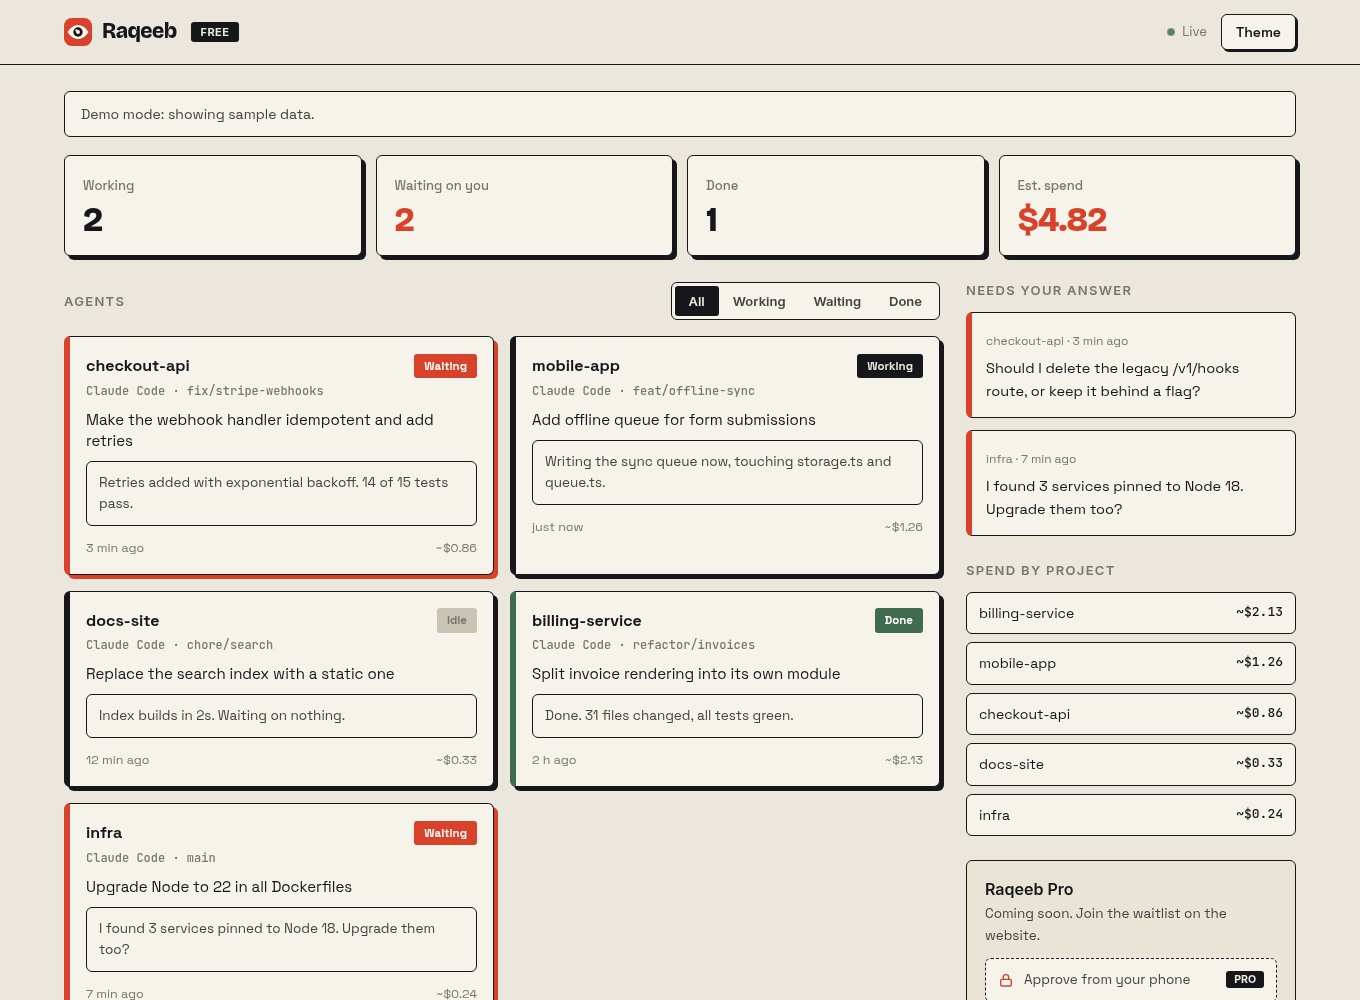 Raqeeb FREE
Live
Theme
Demo mode: showing sample data.
Working
2
Waiting on you
2
Done
1
Est. spend
$4.82
AGENTS
All Working Waiting Done
checkout-api Waiting
Claude Code · fix/stripe-webhooks
Make the webhook handler idempotent and add
retries
Retries added with exponential backoff. 14 of 15 tests
pass.
3 min ago ~$0.86
mobile-app Working
Claude Code · feat/offline-sync
Add offline queue for form submissions
Writing the sync queue now, touching storage.ts and
queue.ts.
just now ~$1.26
docs-site Idle
Claude Code · chore/search
Replace the search index with a static one
Index builds in 2s. Waiting on nothing.
12 min ago ~$0.33
billing-service Done
Claude Code · refactor/invoices
Split invoice rendering into its own module
Done. 31 files changed, all tests green.
2 h ago ~$2.13
infra Waiting
Claude Code · main
Upgrade Node to 22 in all Dockerfiles
I found 3 services pinned to Node 18. Upgrade them
too?
7 min ago ~$0.24
NEEDS YOUR ANSWER
checkout-api · 3 min ago
Should I delete the legacy /v1/hooks
route, or keep it behind a flag?
infra · 7 min ago
I found 3 services pinned to Node 18.
Upgrade them too?
SPEND BY PROJECT
billing-service ~$2.13
mobile-app ~$1.26
checkout-api ~$0.86
docs-site ~$0.33
infra ~$0.24
Raqeeb Pro
Coming soon. Join the waitlist on the
website.
Approve from your phone PRO